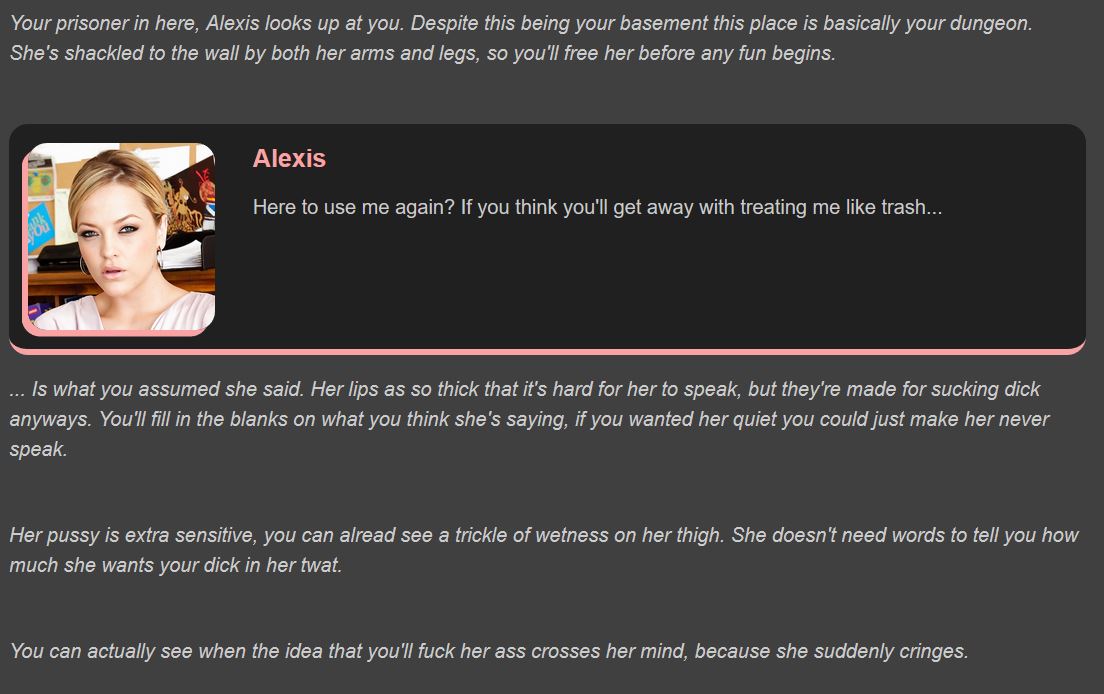 Your prisoner in here, Alexis looks up at you. Despite this being your basement this place is basically your dungeon.
She's shackled to the wall by both her arms and legs, so you'll free her before any fun begins.
Alexis
Here to use me again? If you think you'll get away with treating me like trash...
... Is what you assumed she said. Her lips as so thick that it's hard for her to speak, but they're made for sucking dick
anyways. You'll fill in the blanks on what you think she's saying, if you wanted her quiet you could just make her never
speak.
Her pussy is extra sensitive, you can alread see a trickle of wetness on her thigh. She doesn't need words to tell you how
much she wants your dick in her twat.
You can actually see when the idea that you'll fuck her ass crosses her mind, because she suddenly cringes.